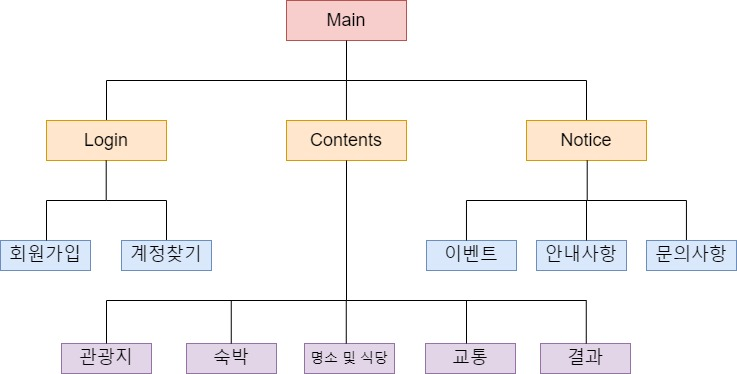 Main
Login
Contents
Notice
회원가입
계정찾기
이벤트
안내사항
문의사항
관광지
숙박
명소 및 식당
교통
결과